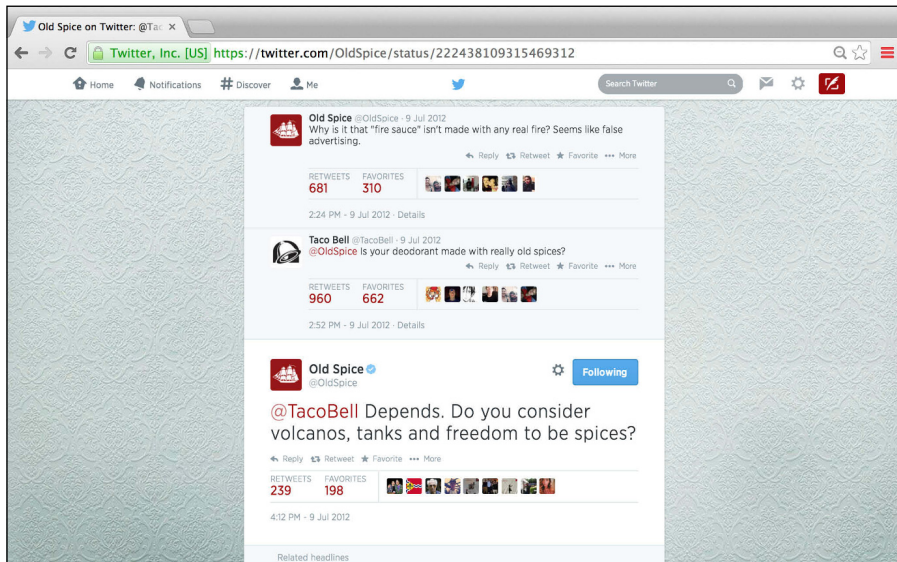 Old Spice on Twitter: @Tac
Twitter, Inc. [US] https://twitter.com/OldSpice/status/222438109315469312
Home Notifications # Discover Me Search Twitter
Old Spice @OldSpice · 9 Jul 2012
Why is it that "fire sauce" isn't made with any real fire? Seems like false
advertising.
Reply Retweet Favorite ••• More
RETWEETS FAVORITES
681 310
2:24 PM - 9 Jul 2012 · Details
Taco Bell @TacoBell · 9 Jul 2012
@OldSpice Is your deodorant made with really old spices?
Reply Retweet Favorite ••• More
RETWEETS FAVORITES
960 662
2:52 PM - 9 Jul 2012 · Details
Old Spice
@OldSpice
Following
@TacoBell Depends. Do you consider
volcanos, tanks and freedom to be spices?
Reply Retweet Favorite ••• More
RETWEETS FAVORITES
239 198
4:12 PM - 9 Jul 2012
Related headlines